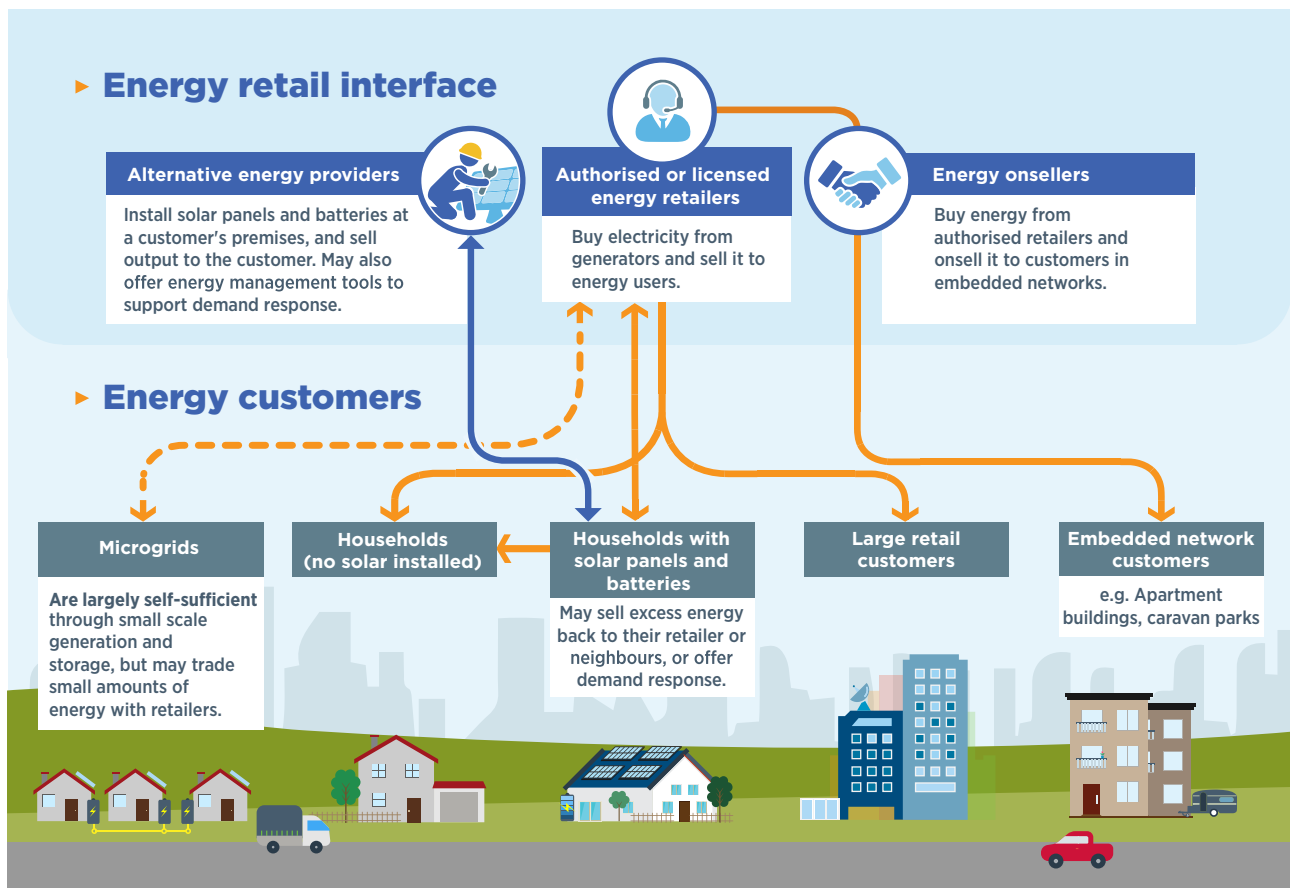 Energy retail interface
Alternative energy providers
Install solar panels and batteries at
a customer's premises, and sell
output to the customer. May also
offer energy management tools to
support demand response.
Authorised or licensed
energy retailers
Buy electricity from
generators and sell it to
energy users.
Energy onsellers
Buy energy from
authorised retailers and
onsell it to customers in
embedded networks.
Energy customers
Microgrids
Are largely self-sufficient
through small scale
generation and
storage, but may trade
small amounts of
energy with retailers.
Households
(no solar installed)
Households with
solar panels and
batteries
May sell excess energy
back to their retailer or
neighbours, or offer
demand response.
Large retail
customers
Embedded network
customers
e.g. Apartment
buildings, caravan parks